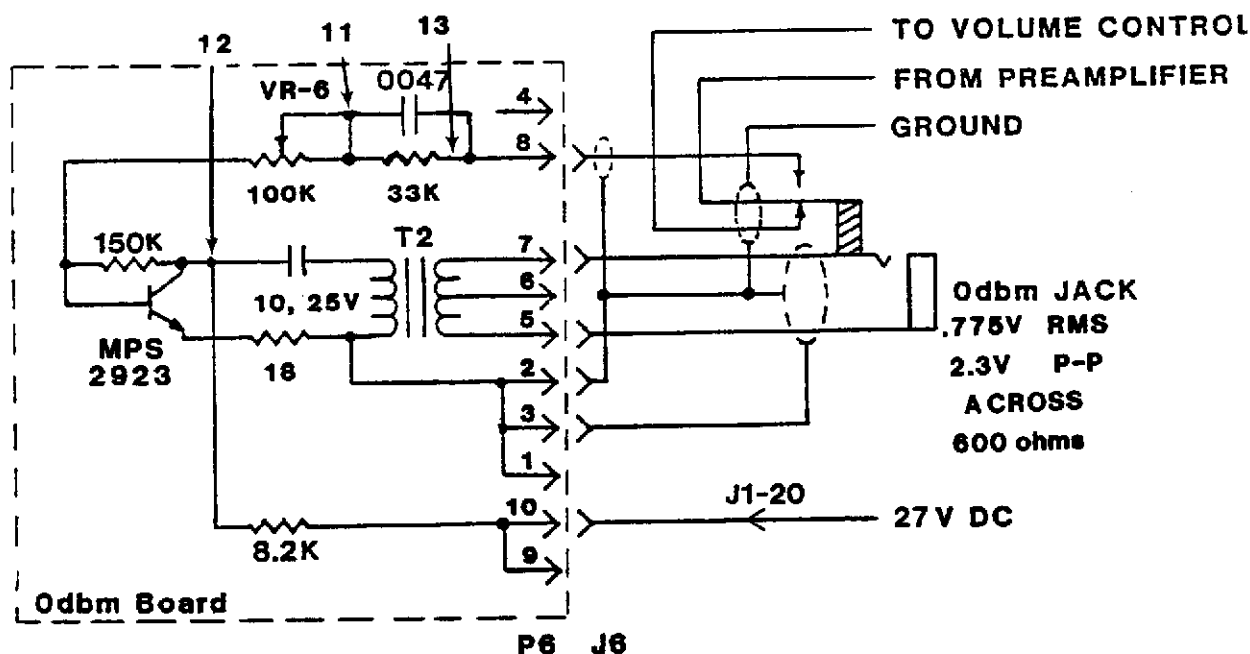 TO VOLUME CONTROL
FROM PREAMPLIFIER
GROUND
12
11
13
VR-6
0047
4
8
100K
33K
150K
T2
7
6
5
10, 25V
MPS
2923
18
2
3
1
10
9
8.2K
0dbm JACK
.775V RMS
2.3V P-P
ACROSS
600 ohms
J1-20
27V DC
0dbm Board
P6 J6